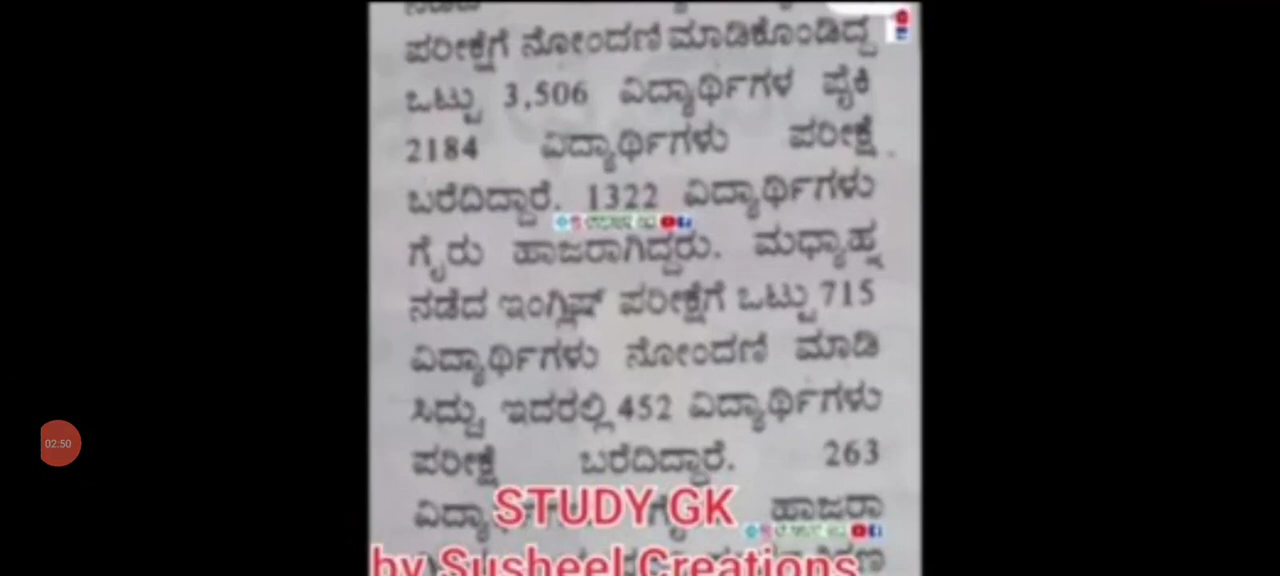 ಪರೀಕ್ಷೆಗೆ ನೋಂದಣಿ ಮಾಡಿಕೊಂಡಿದ್ದ
ಒಟ್ಟು 3,506 ವಿದ್ಯಾರ್ಥಿಗಳ ಪೈಕಿ
2184 ವಿದ್ಯಾರ್ಥಿಗಳು ಪರೀಕ್ಷೆ
ಬರೆದಿದ್ದಾರೆ. 1322 ವಿದ್ಯಾರ್ಥಿಗಳು
ಗೈರು ಹಾಜರಾಗಿದ್ದರು. ಮಧ್ಯಾಹ್ನ
ನಡೆದ ಇಂಗ್ಲಿಷ್ ಪರೀಕ್ಷೆಗೆ ಒಟ್ಟು 715
ವಿದ್ಯಾರ್ಥಿಗಳು ನೋಂದಣಿ ಮಾಡಿ
ಸಿದ್ದು, ಇದರಲ್ಲಿ 452 ವಿದ್ಯಾರ್ಥಿಗಳು
02:50
ಪರೀಕ್ಷೆ ಬರೆದಿದ್ದಾರೆ. 263
ಹಾಜರಾ
STUDY GK
by Susheel Creations